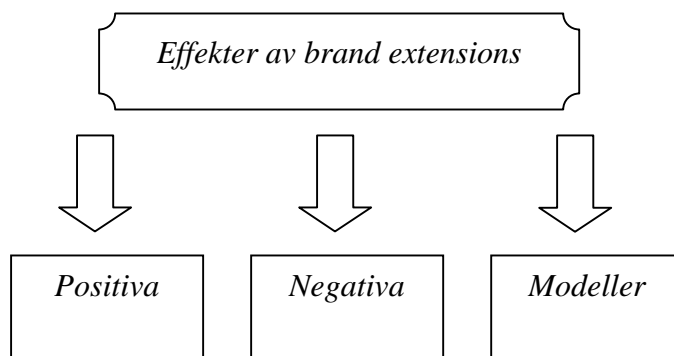 Effekter av brand extensions
Positiva
Negativa
Modeller